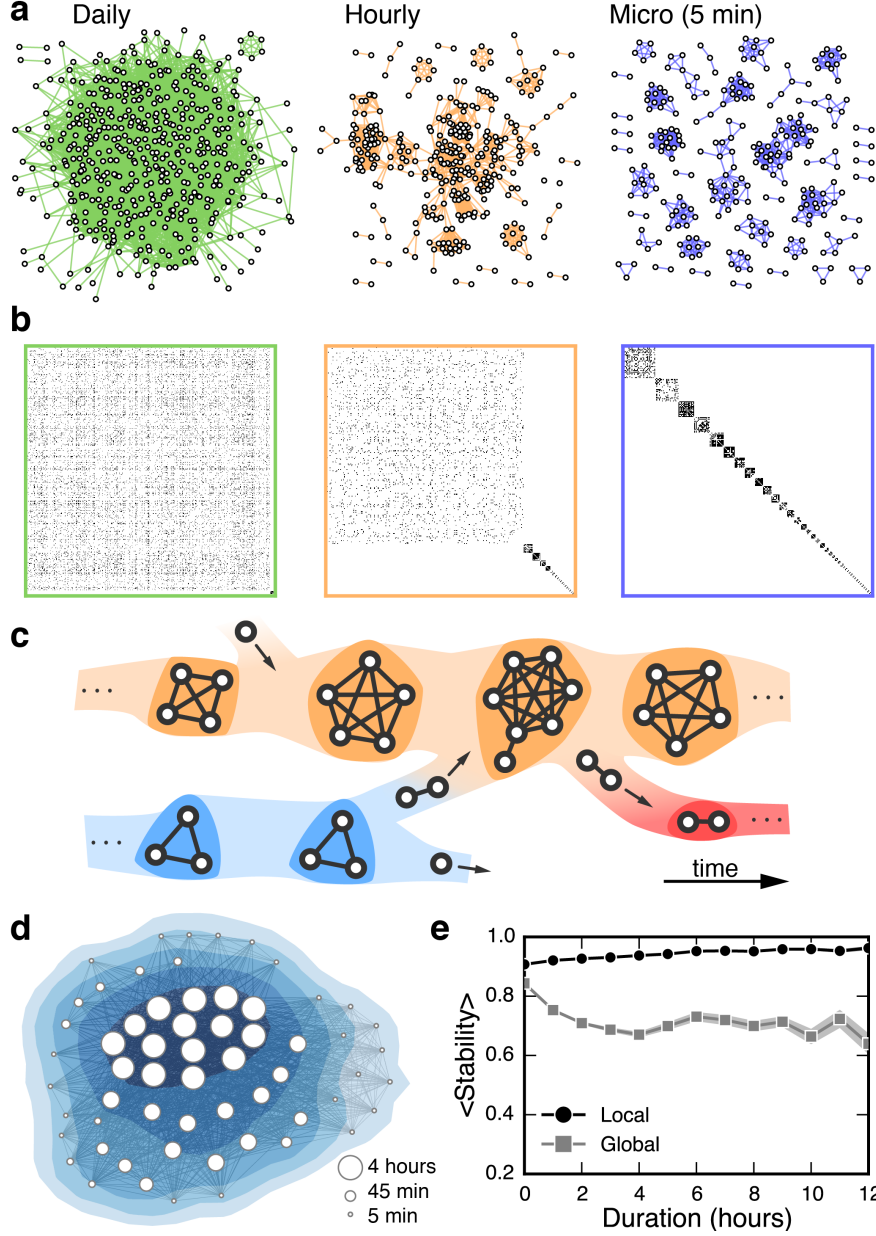 a Daily Hourly Micro (5 min)
b
c
...
...
...
...
time
d
4 hours
45 min
5 min
e
1.0
0.8
0.6
0.4
0.2
<Stability>
Local
Global
0 2 4 6 8 10 12
Duration (hours)